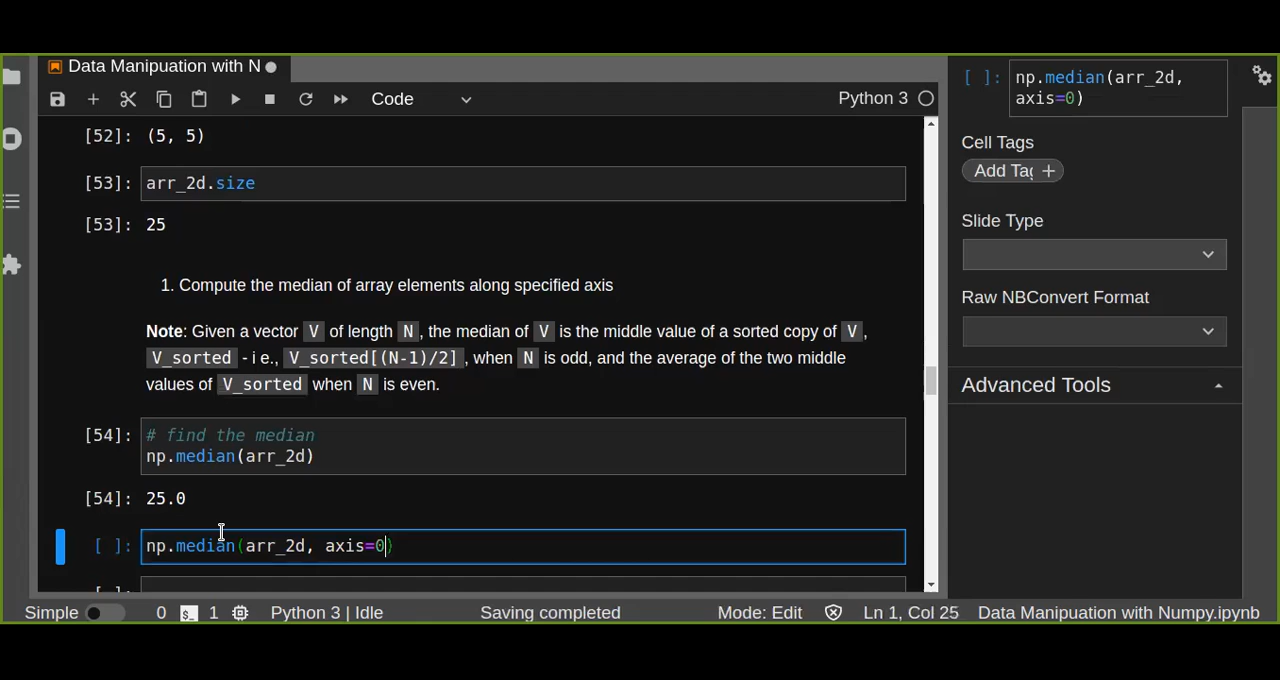 Data Manipuation with N
Code
Python 3
[52]: (5, 5)
[53]: arr_2d.size
[53]: 25
1. Compute the median of array elements along specified axis
Note: Given a vector V of length N, the median of V is the middle value of a sorted copy of V,
V_sorted - i e., V_sorted[(N-1)/2], when N is odd, and the average of the two middle
values of V_sorted when N is even.
[54]: # find the median
np.median(arr_2d)
[54]: 25.0
[ ]: np.median(arr_2d, axis=0)
[ ]: np.median(arr_2d,
axis=0)
Cell Tags
Add Tag +
Slide Type
Raw NBConvert Format
Advanced Tools
Simple 0 $_ 1 Python 3 | Idle Saving completed Mode: Edit Ln 1, Col 25 Data Manipuation with Numpy.ipynb